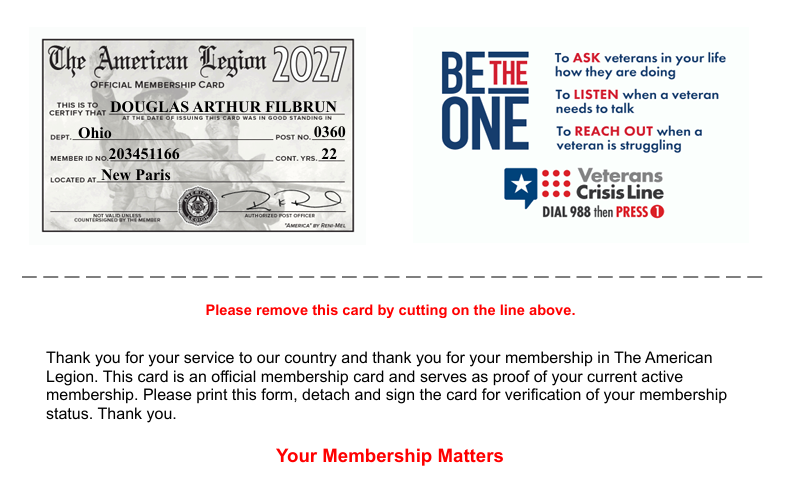 The American Legion 2027
OFFICIAL MEMBERSHIP CARD
THIS IS TO
CERTIFY THAT DOUGLAS ARTHUR FILBRUN
AT THE DATE OF ISSUING THIS CARD WAS IN GOOD STANDING IN
DEPT. Ohio POST NO. 0360
MEMBER ID NO. 203451166 CONT. YRS. 22
LOCATED AT New Paris
NOT VALID UNLESS
COUNTERSIGNED BY THE MEMBER
AMERICAN LEGION
AUTHORIZED POST OFFICER
"AMERICA" BY RENI-MEL
BE THE
ONE
To ASK veterans in your life
how they are doing
To LISTEN when a veteran
needs to talk
To REACH OUT when a
veteran is struggling
Veterans
Crisis Line
DIAL 988 then PRESS 1
Please remove this card by cutting on the line above.
Thank you for your service to our country and thank you for your membership in The American
Legion. This card is an official membership card and serves as proof of your current active
membership. Please print this form, detach and sign the card for verification of your membership
status. Thank you.
Your Membership Matters